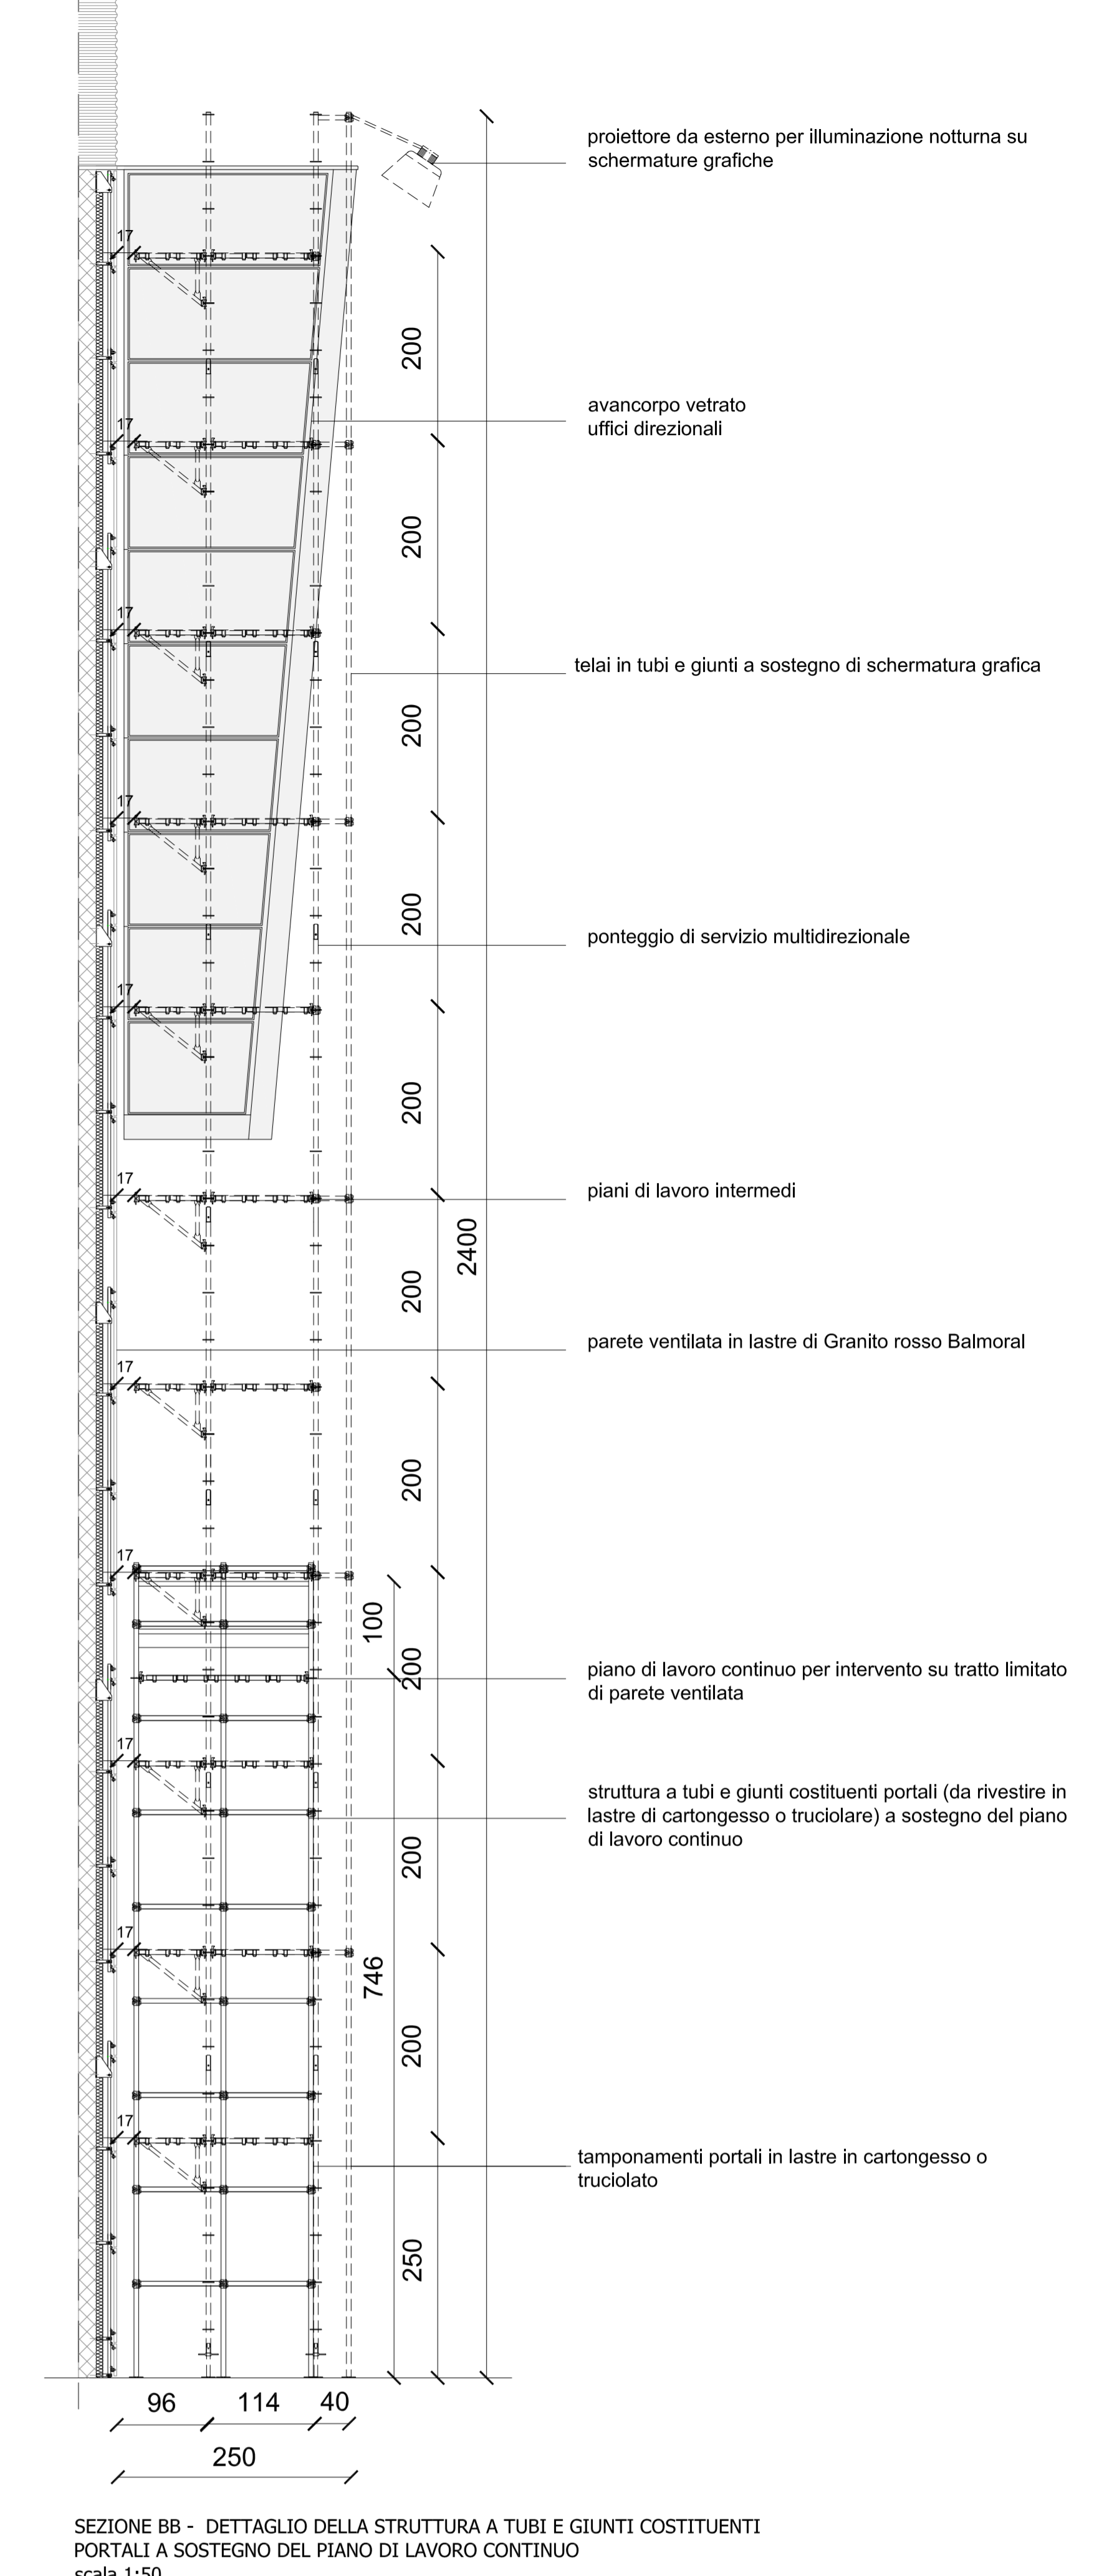 proiettore da esterno per illuminazione notturna su
schermature grafiche
17
200
avancorpo vetrato
uffici direzionali
17
200
17
telai in tubi e giunti a sostegno di schermatura grafica
200
17
200
ponteggio di servizio multidirezionale
17
200
17
piani di lavoro intermedi
2400
200
parete ventilata in lastre di Granito rosso Balmoral
17
200
17
100
200
piano di lavoro continuo per intervento su tratto limitato
di parete ventilata
17
struttura a tubi e giunti costituenti portali (da rivestire in
lastre di cartongesso o truciolare) a sostegno del piano
di lavoro continuo
200
17
746
200
17
tamponamenti portali in lastre in cartongesso o
truciolato
250
96 114 40
250
SEZIONE BB - DETTAGLIO DELLA STRUTTURA A TUBI E GIUNTI COSTITUENTI
PORTALI A SOSTEGNO DEL PIANO DI LAVORO CONTINUO
scala 1:50